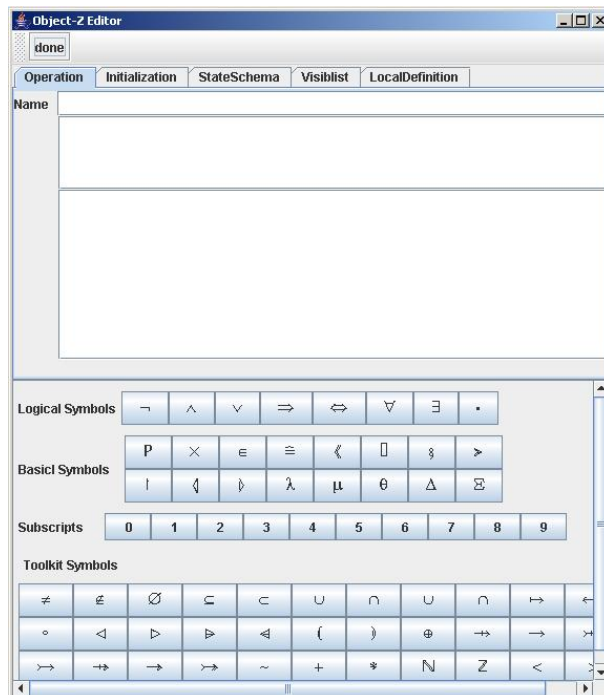 Object-Z Editor
done
Operation Initialization StateSchema Visiblist LocalDefinition
Name
Logical Symbols ¬ ∧ ∨ ⇒ ⇔ ∀ ∃ •
P × ∈ ≙ ⟪ ▯ § ≻
Basicl Symbols
↾ ⦉ ⦊ λ μ θ Δ Ξ
Subscripts 0 1 2 3 4 5 6 7 8 9
Toolkit Symbols
≠ ∉ ∅ ⊆ ⊂ ∪ ∩ ∪ ∩ ↦
∘ ◁ ▷ ⩥ ⩤ ⦇ ⦈ ⊕ ⇸ →
↣ ⤀ ↠ ⤖ ~ + * ℕ ℤ <